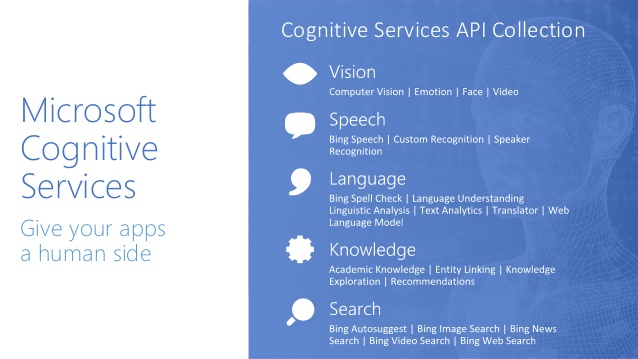 Microsoft
Cognitive
Services
Give your apps
a human side
Cognitive Services API Collection
Vision
Computer Vision | Emotion | Face | Video
Speech
Bing Speech | Custom Recognition | Speaker
Recognition
Language
Bing Spell Check | Language Understanding
Linguistic Analysis | Text Analytics | Translator | Web
Language Model
Knowledge
Academic Knowledge | Entity Linking | Knowledge
Exploration | Recommendations
Search
Bing Autosuggest | Bing Image Search | Bing News
Search | Bing Video Search | Bing Web Search